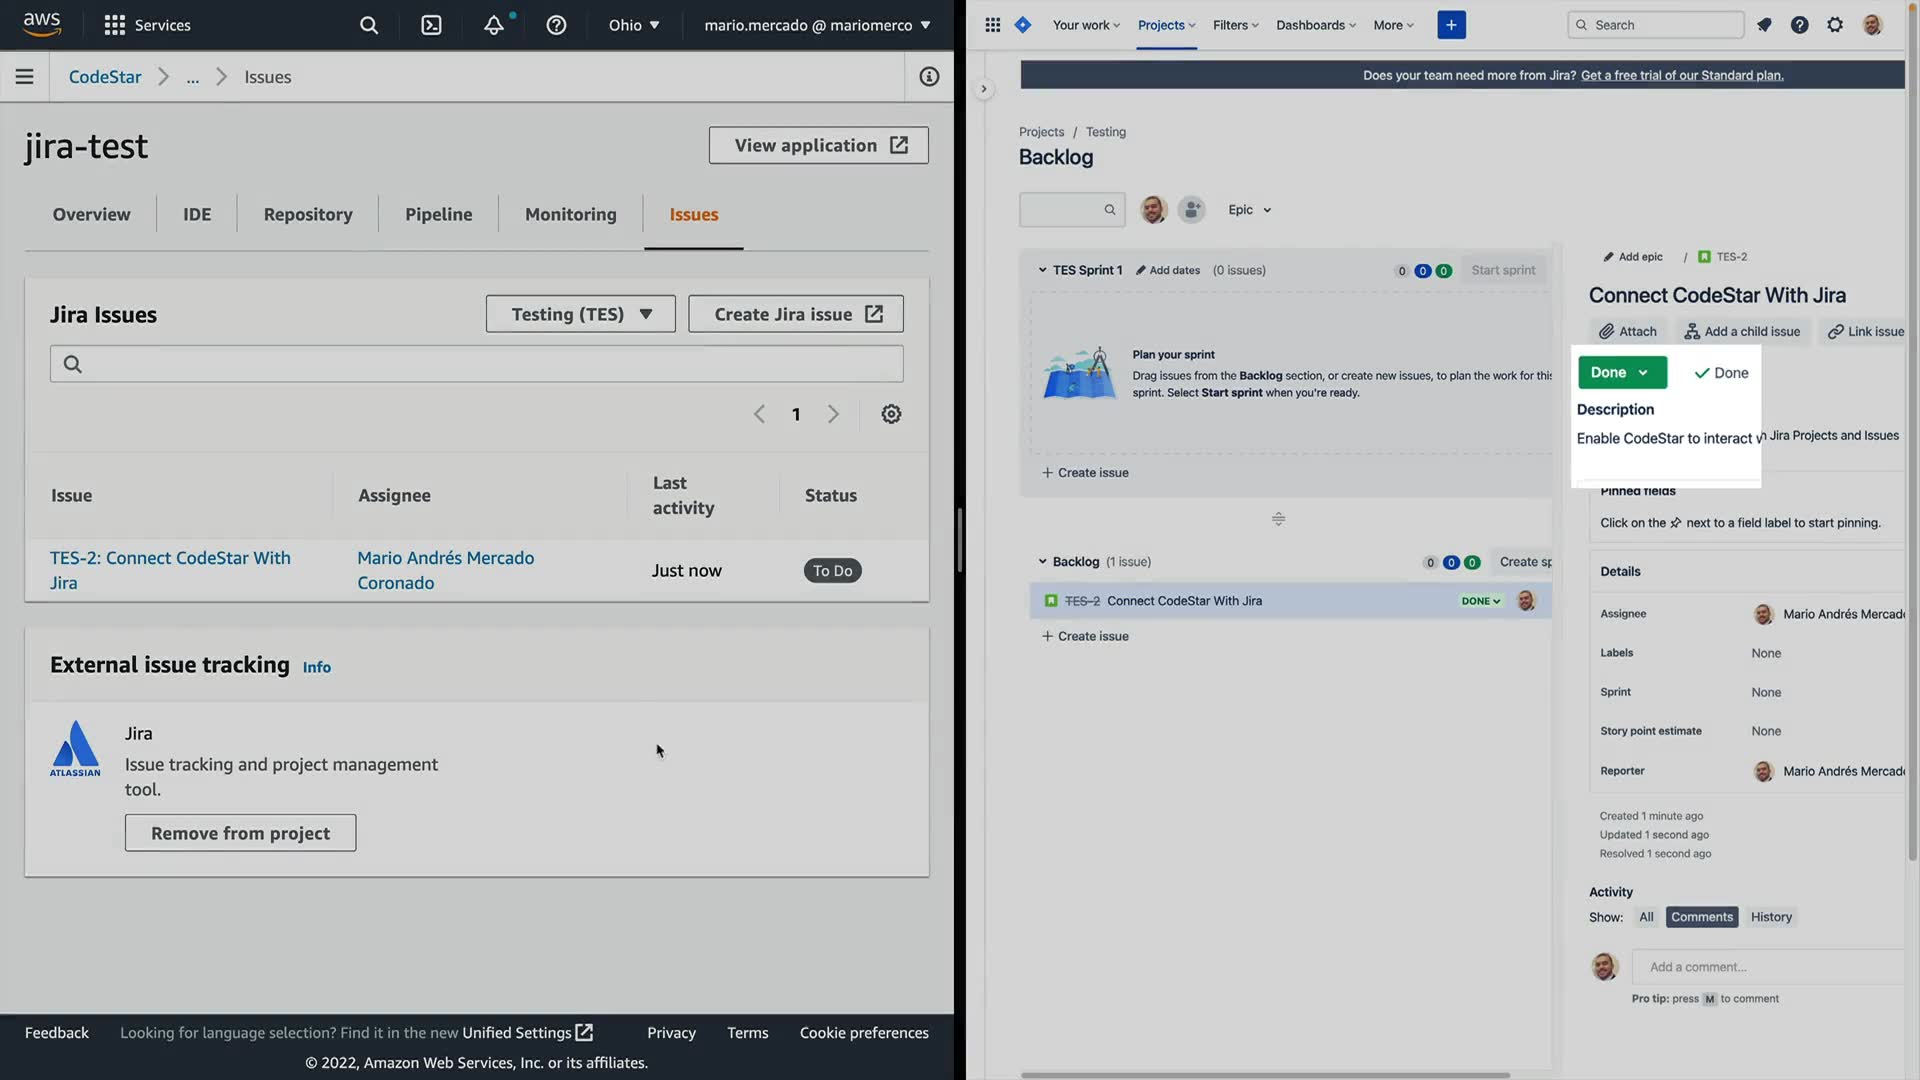 aws
Services
Ohio
mario.mercado @ mariomerco
CodeStar
...
Issues
jira-test
View application
Overview
IDE
Repository
Pipeline
Monitoring
Issues
Jira Issues
Testing (TES)
Create Jira issue
1
Issue
Assignee
Last
activity
Status
TES-2: Connect CodeStar With
Jira
Mario Andrés Mercado
Coronado
Just now
To Do
External issue tracking
Info
ATLASSIAN
Jira
Issue tracking and project management
tool.
Remove from project
Feedback
Looking for language selection? Find it in the new Unified Settings
Privacy
Terms
Cookie preferences
© 2022, Amazon Web Services, Inc. or its affiliates.
Your work
Projects
Filters
Dashboards
More
+
Search
Does your team need more from Jira? Get a free trial of our Standard plan.
Projects / Testing
Backlog
Epic
TES Sprint 1
Add dates
(0 issues)
0 0 0
Start sprint
Plan your sprint
Drag issues from the Backlog section, or create new issues, to plan the work for this
sprint. Select Start sprint when you're ready.
+ Create issue
Backlog (1 issue)
0 0 0
Create sp
TES-2 Connect CodeStar With Jira
DONE
+ Create issue
Add epic / TES-2
Connect CodeStar With Jira
Attach
Add a child issue
Link issue
Done
Done
Description
Enable CodeStar to interact w
h Jira Projects and Issues
Pinned fields
Click on the next to a field label to start pinning.
Details
Assignee
Mario Andrés Mercado
Labels
None
Sprint
None
Story point estimate
None
Reporter
Mario Andrés Mercado
Created 1 minute ago
Updated 1 second ago
Resolved 1 second ago
Activity
Show:
All
Comments
History
Add a comment...
Pro tip: press M to comment